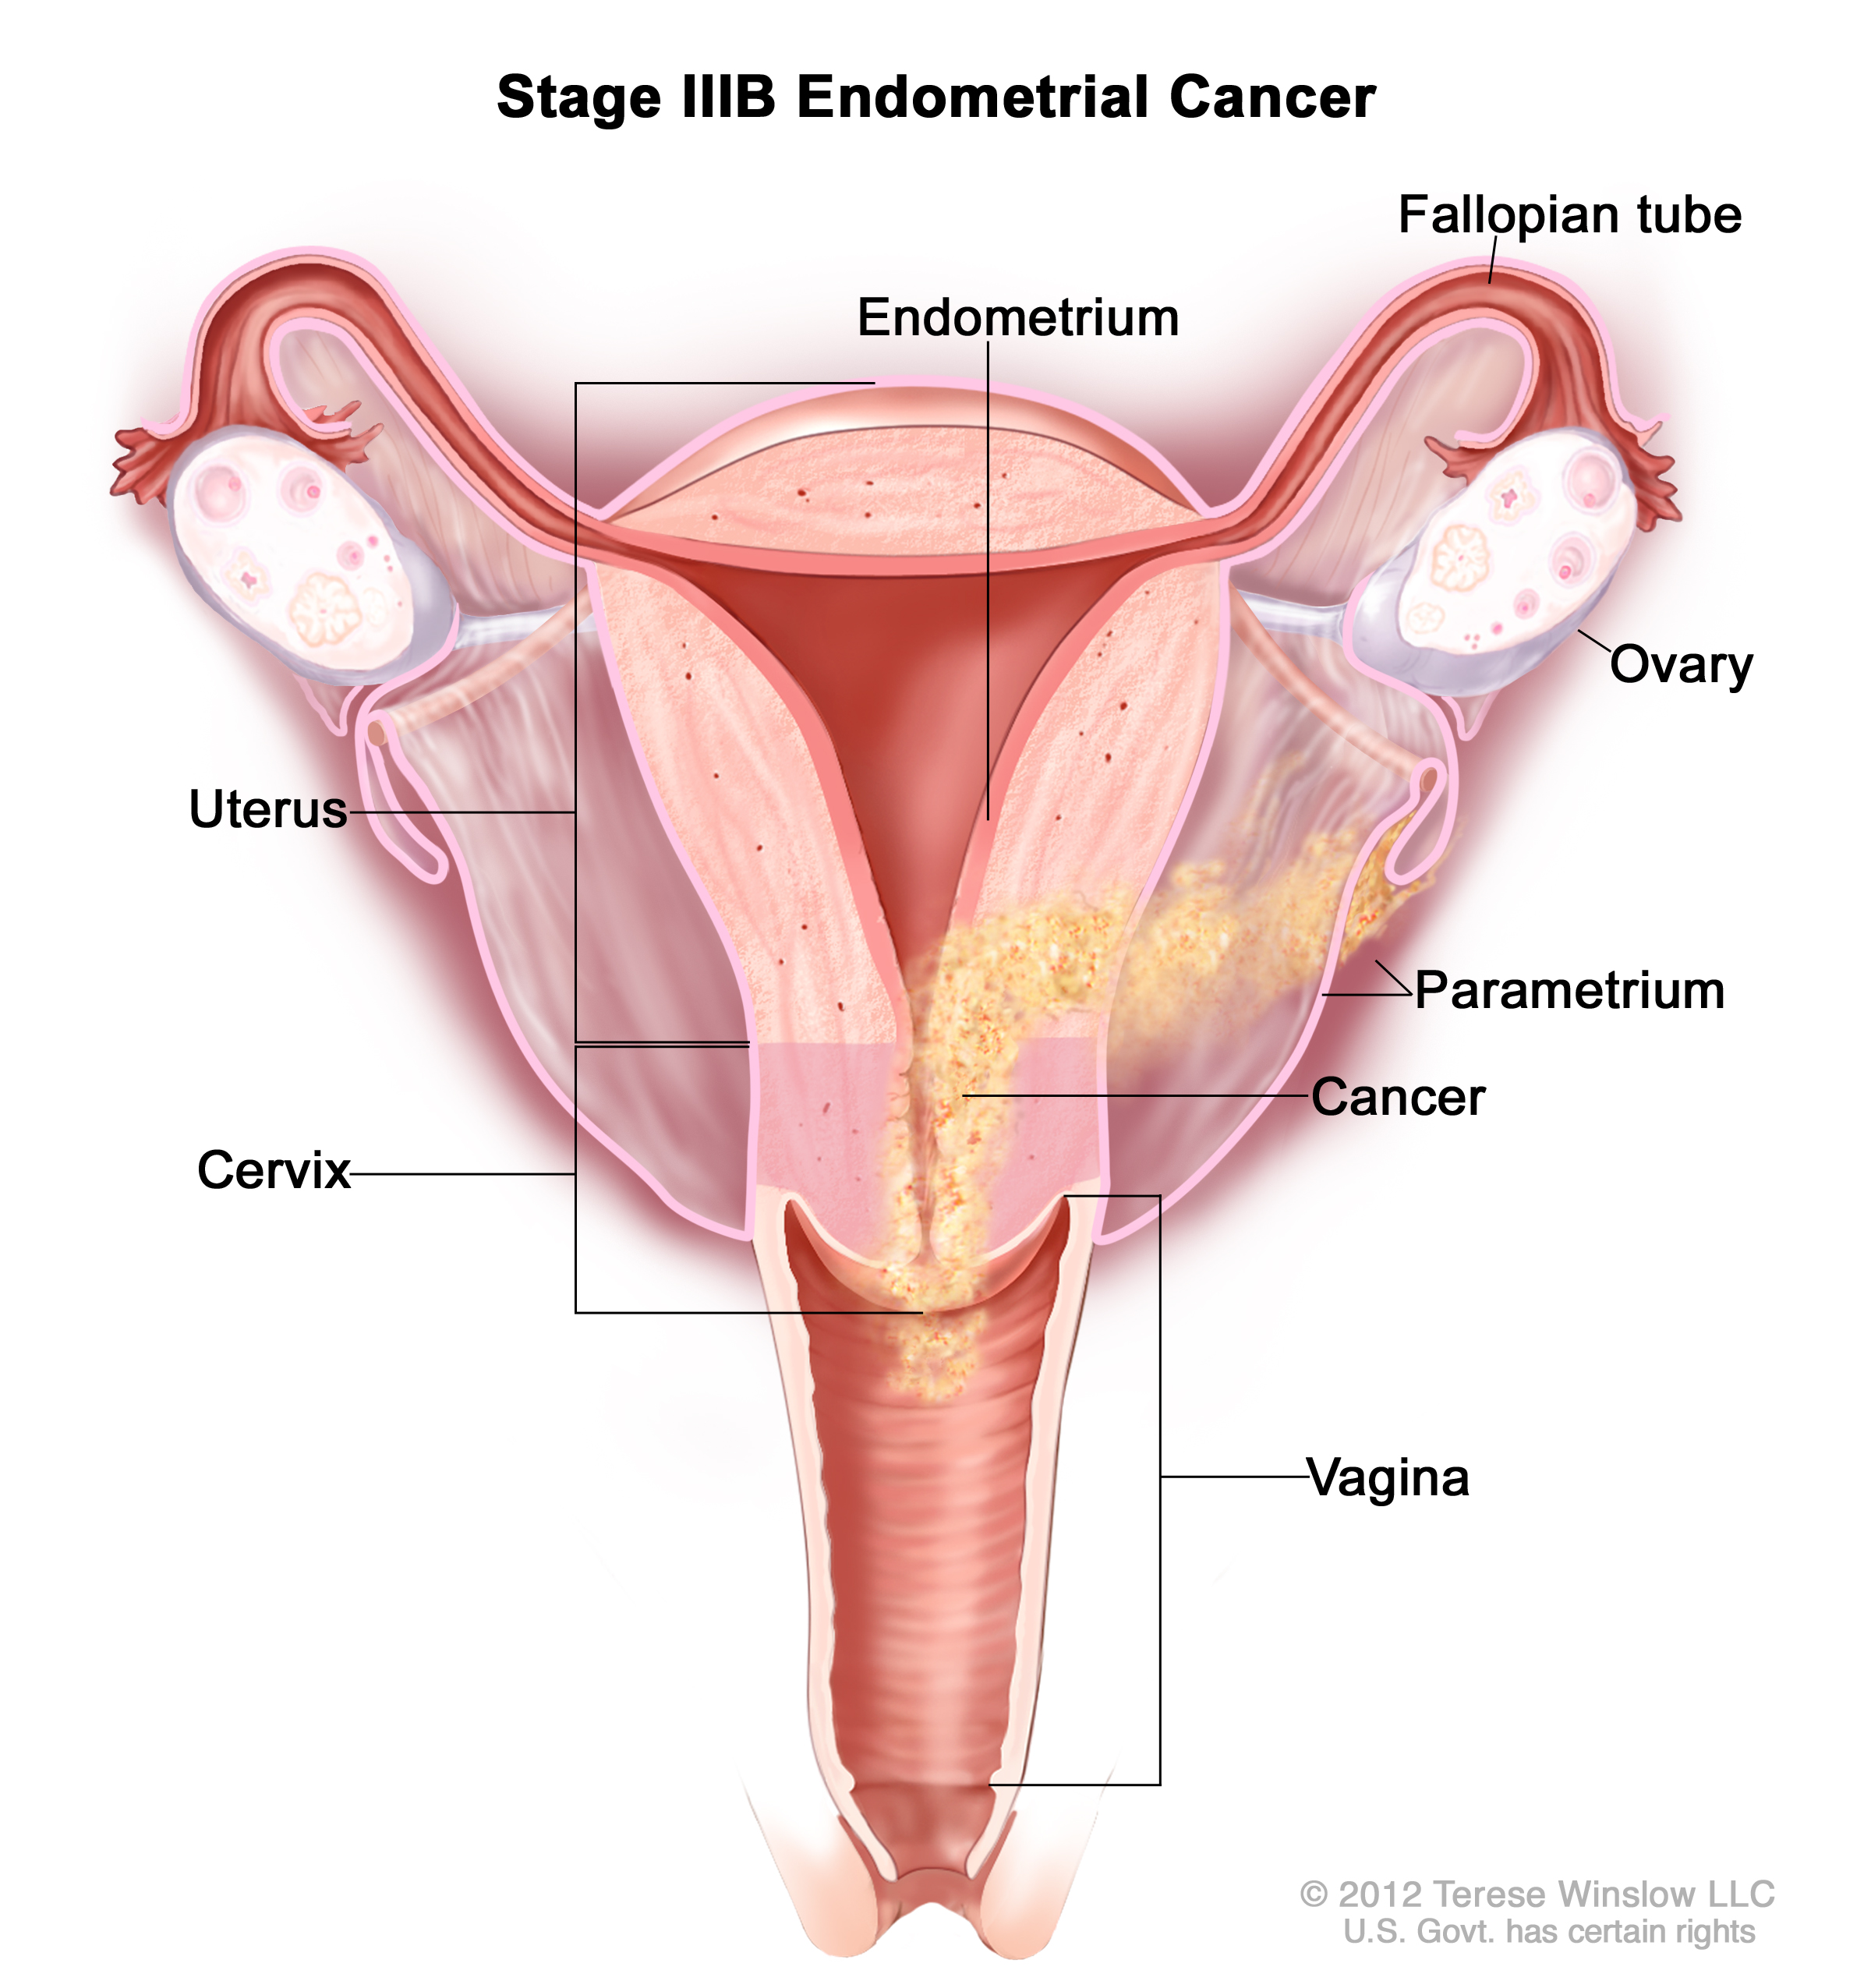 Stage IIIB Endometrial Cancer
Fallopian tube
Endometrium
Ovary
Uterus
Parametrium
Cancer
Cervix
Vagina
© 2012 Terese Winslow LLC
U.S. Govt. has certain rights